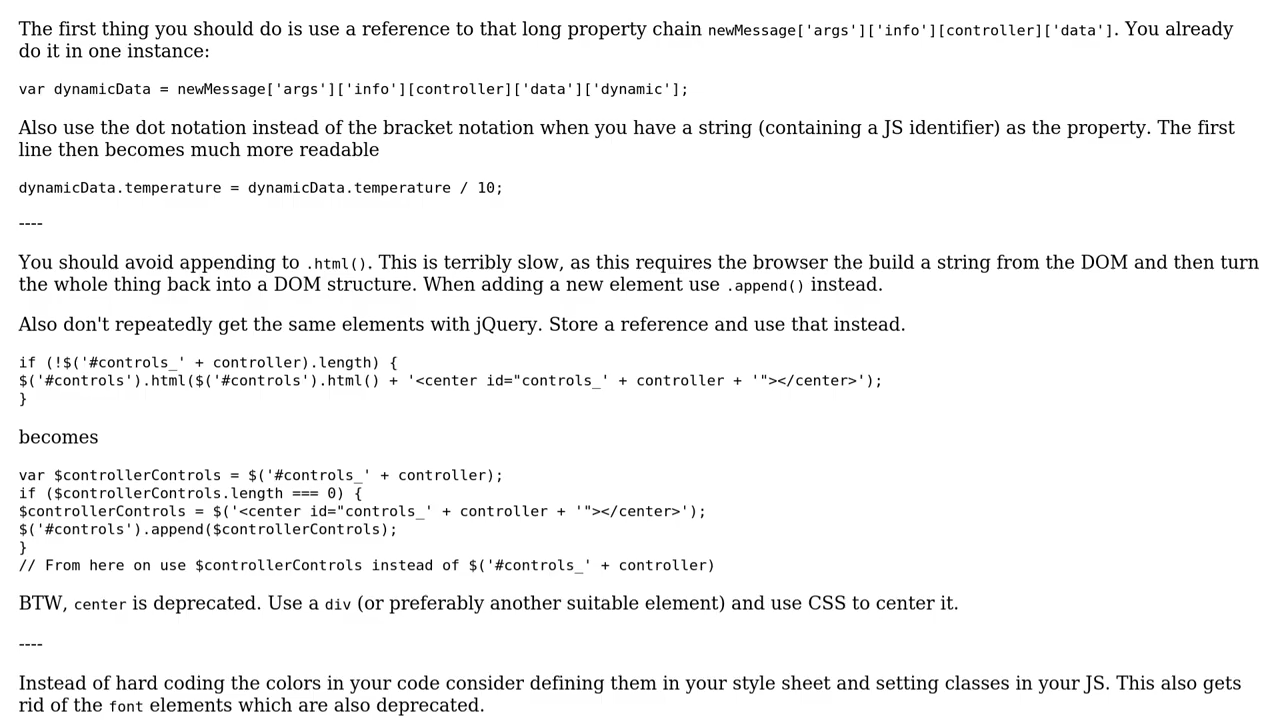 The first thing you should do is use a reference to that long property chain newMessage['args']['info'][controller]['data']. You already
do it in one instance:
var dynamicData = newMessage['args']['info'][controller]['data']['dynamic'];
Also use the dot notation instead of the bracket notation when you have a string (containing a JS identifier) as the property. The first
line then becomes much more readable
dynamicData.temperature = dynamicData.temperature / 10;
----
You should avoid appending to .html(). This is terribly slow, as this requires the browser the build a string from the DOM and then turn
the whole thing back into a DOM structure. When adding a new element use .append() instead.
Also don't repeatedly get the same elements with jQuery. Store a reference and use that instead.
if (!$('#controls_' + controller).length) {
$('#controls').html($('#controls').html() + '<center id="controls_' + controller + '"></center>');
}
becomes
var $controllerControls = $('#controls_' + controller);
if ($controllerControls.length === 0) {
$controllerControls = $('<center id="controls_' + controller + '"></center>');
$('#controls').append($controllerControls);
}
// From here on use $controllerControls instead of $('#controls_' + controller)
BTW, center is deprecated. Use a div (or preferably another suitable element) and use CSS to center it.
----
Instead of hard coding the colors in your code consider defining them in your style sheet and setting classes in your JS. This also gets
rid of the font elements which are also deprecated.